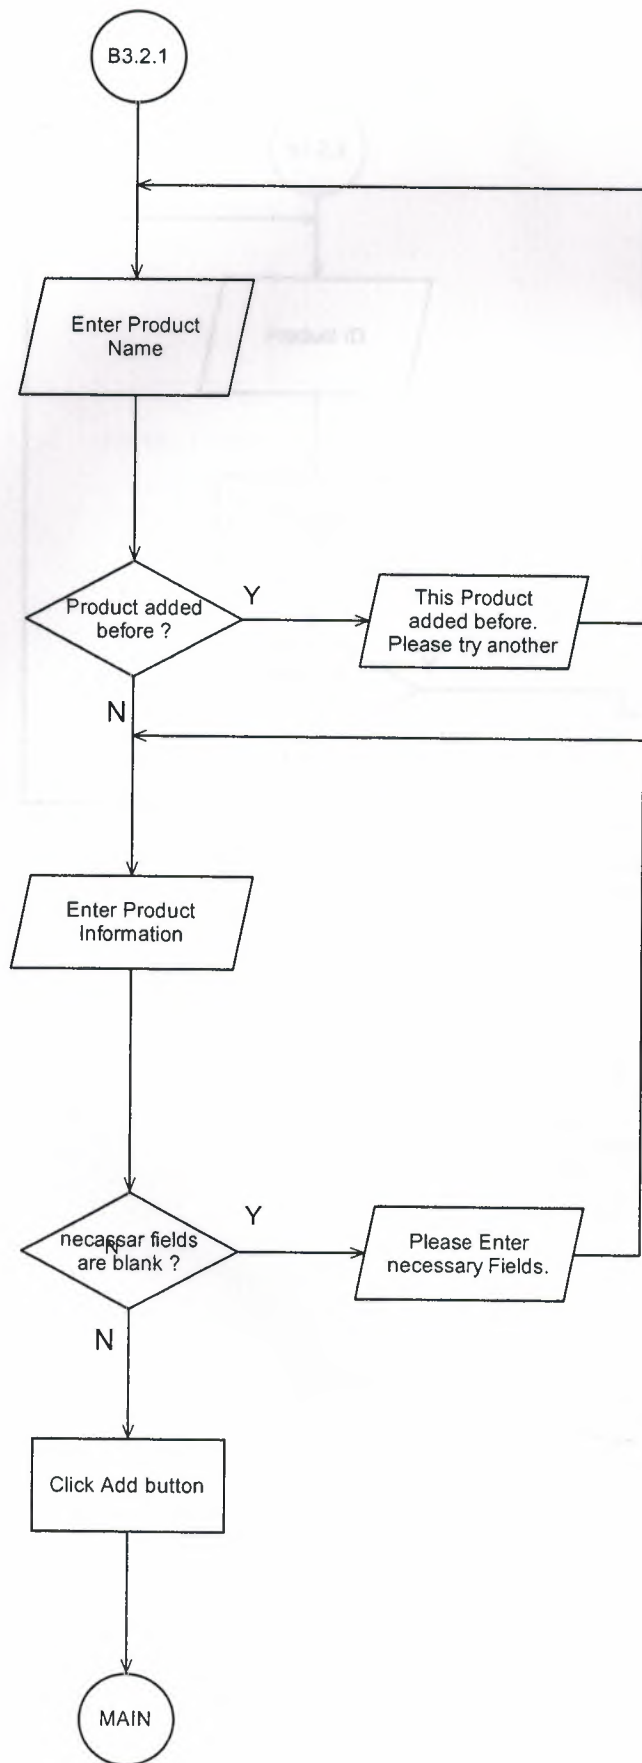 B3.2.1
Enter Product
Name
Product added
before ?
Y
This Product
added before.
Please try another
N
Enter Product
Information
necassar fields
are blank ?
N
Y
Please Enter
necessary Fields.
N
Click Add button
MAIN